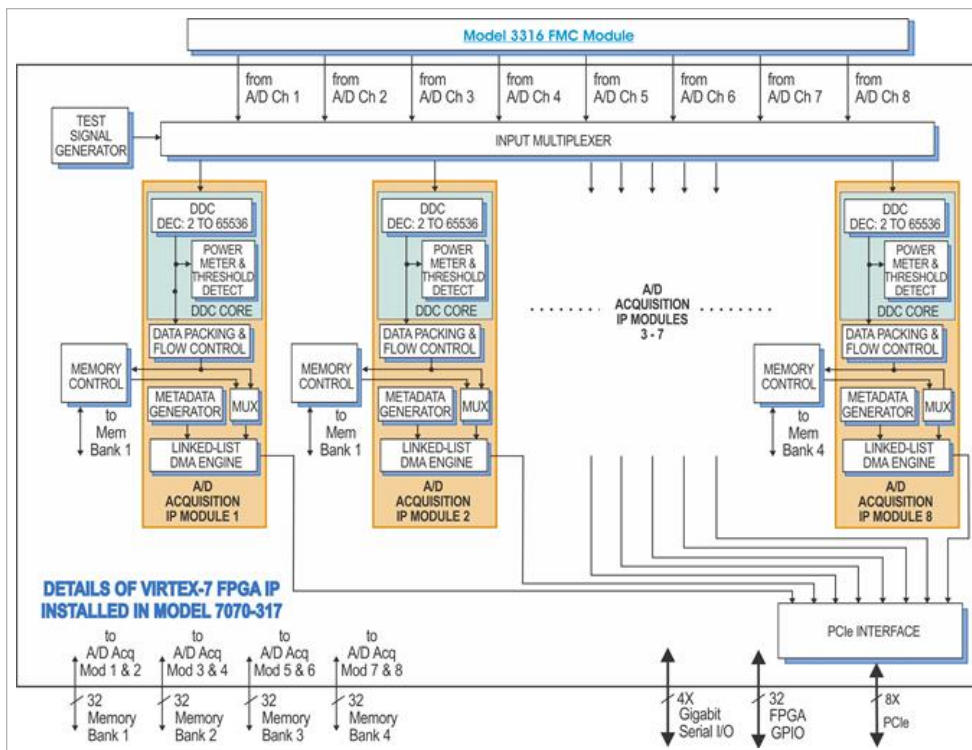 Model 3316 FMC Module
from
A/D Ch 1
from
A/D Ch 2
from
A/D Ch 3
from
A/D Ch 4
from
A/D Ch 5
from
A/D Ch 6
from
A/D Ch 7
from
A/D Ch 8
TEST
SIGNAL
GENERATOR
INPUT MULTIPLEXER
DDC
DEC: 2 TO 65536
POWER
METER &
THRESHOLD
DETECT
DDC CORE
DATA PACKING &
FLOW CONTROL
MEMORY
CONTROL
METADATA
GENERATOR
MUX
to
Mem
Bank 1
LINKED-LIST
DMA ENGINE
A/D
ACQUISITION
IP MODULE 1
DDC
DEC: 2 TO 65536
POWER
METER &
THRESHOLD
DETECT
DDC CORE
DATA PACKING &
FLOW CONTROL
MEMORY
CONTROL
METADATA
GENERATOR
MUX
to
Mem
Bank 1
LINKED-LIST
DMA ENGINE
A/D
ACQUISITION
IP MODULE 2
A/D
ACQUISITION
IP MODULES
3 - 7
DDC
DEC: 2 TO 65536
POWER
METER &
THRESHOLD
DETECT
DDC CORE
DATA PACKING &
FLOW CONTROL
MEMORY
CONTROL
METADATA
GENERATOR
MUX
to
Mem
Bank 4
LINKED-LIST
DMA ENGINE
A/D
ACQUISITION
IP MODULE 8
DETAILS OF VIRTEX-7 FPGA IP
INSTALLED IN MODEL 7070-317
PCIe INTERFACE
to
A/D Acq
Mod 1 & 2
to
A/D Acq
Mod 3 & 4
to
A/D Acq
Mod 5 & 6
to
A/D Acq
Mod 7 & 8
32
Memory
Bank 1
32
Memory
Bank 2
32
Memory
Bank 3
32
Memory
Bank 4
4X
Gigabit
Serial I/O
32
FPGA
GPIO
8X
PCIe